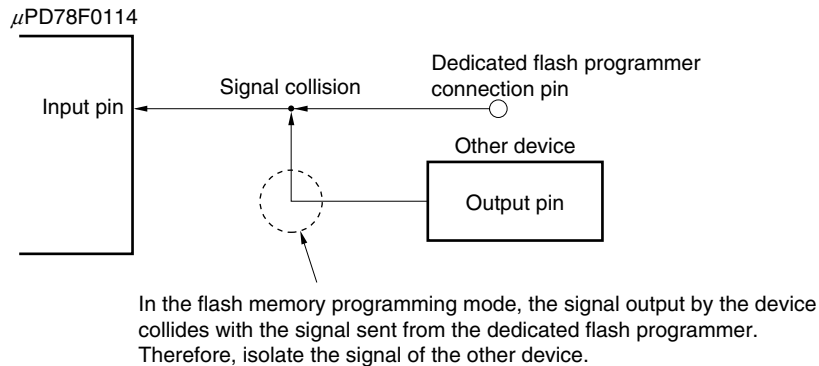 μPD78F0114
Dedicated flash programmer
connection pin
Signal collision
Input pin
Other device
Output pin
In the flash memory programming mode, the signal output by the device
collides with the signal sent from the dedicated flash programmer.
Therefore, isolate the signal of the other device.